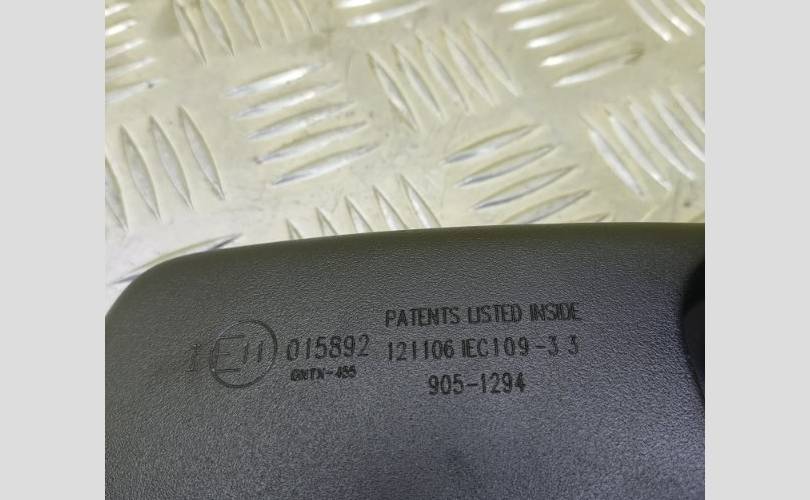 PATENTS LISTED INSIDE
I E11 015892 121106 IEC109-3 3
GNTX-455
905-1294